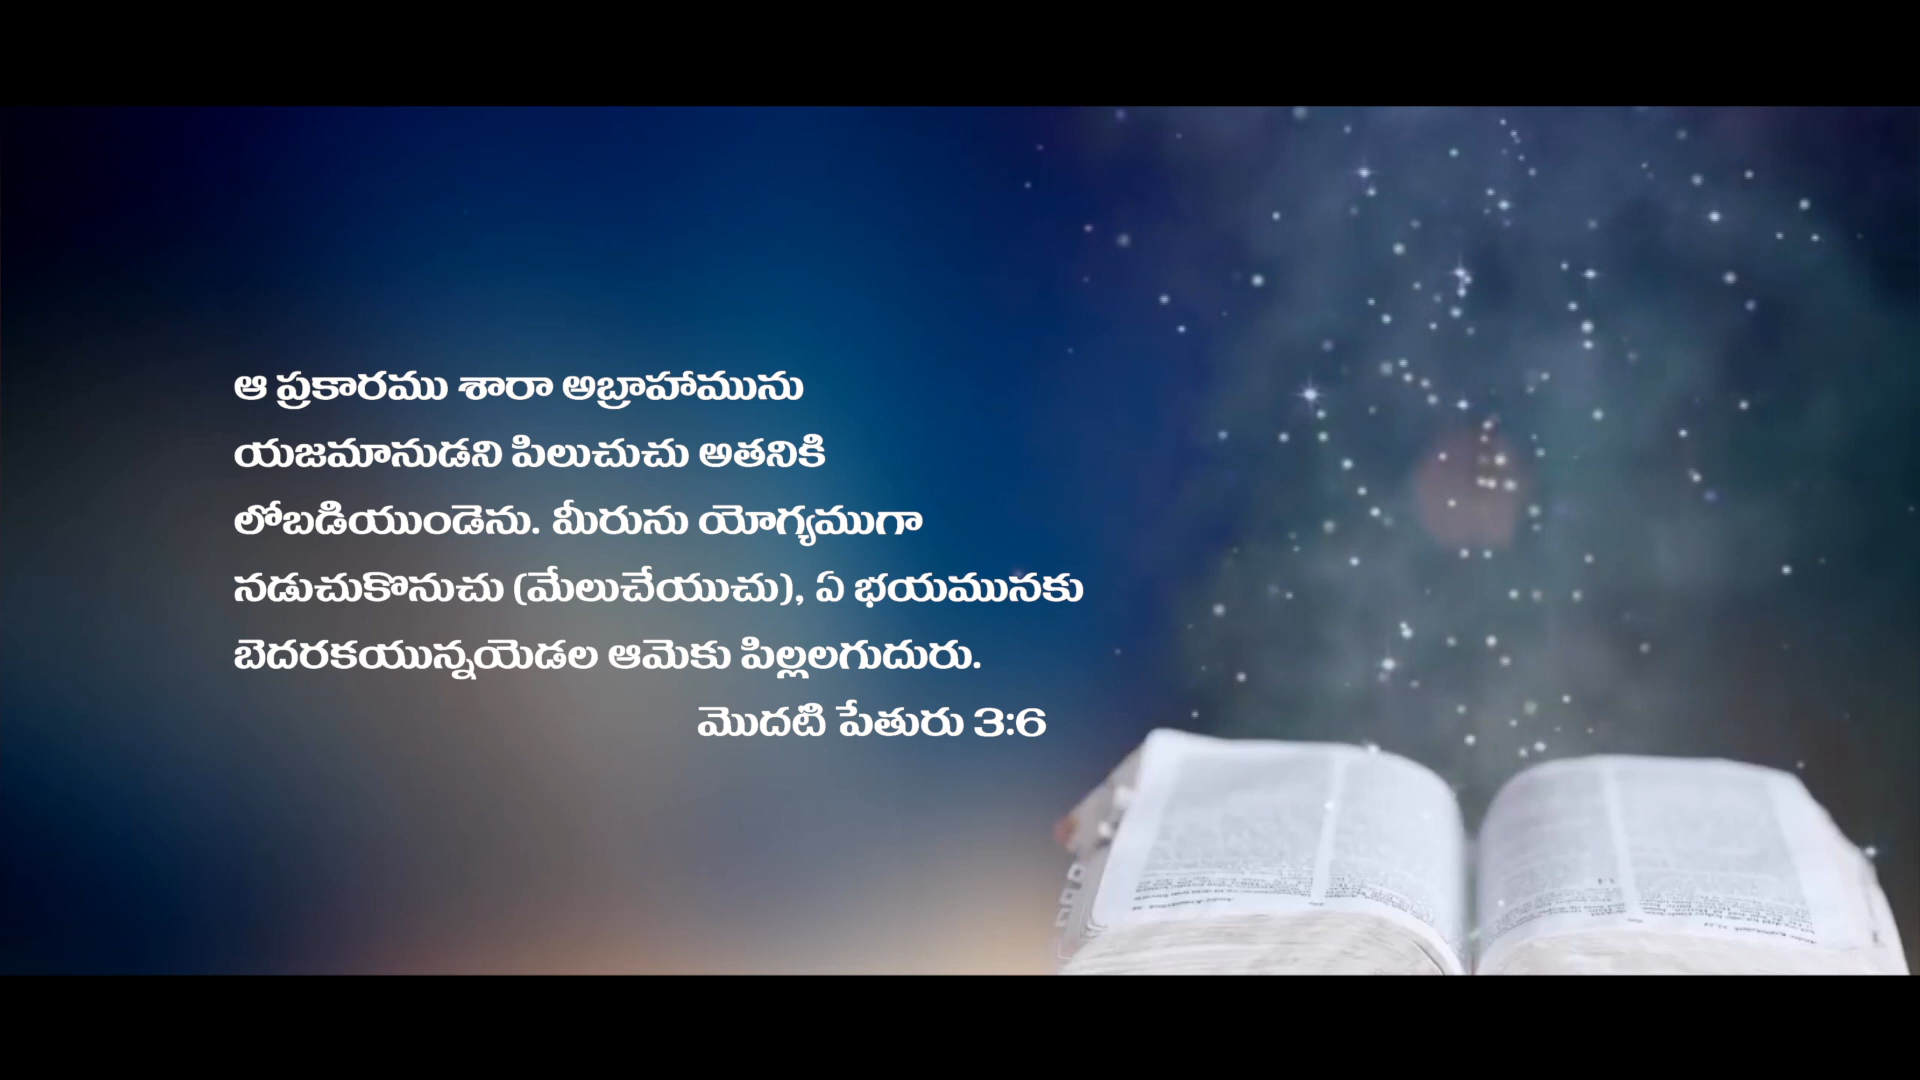 ఆ ప్రకారము శారా అబ్రాహామును
యజమానుడని పిలుచుచు అతనికి
లోబడియుండెను. మీరును యోగ్యముగా
నడుచుకొనుచు (మేలుచేయుచు), ఏ భయమునకు
బెదరకయున్నయెడల ఆమెకు పిల్లలగుదురు.
మొదటి పేతురు 3:6